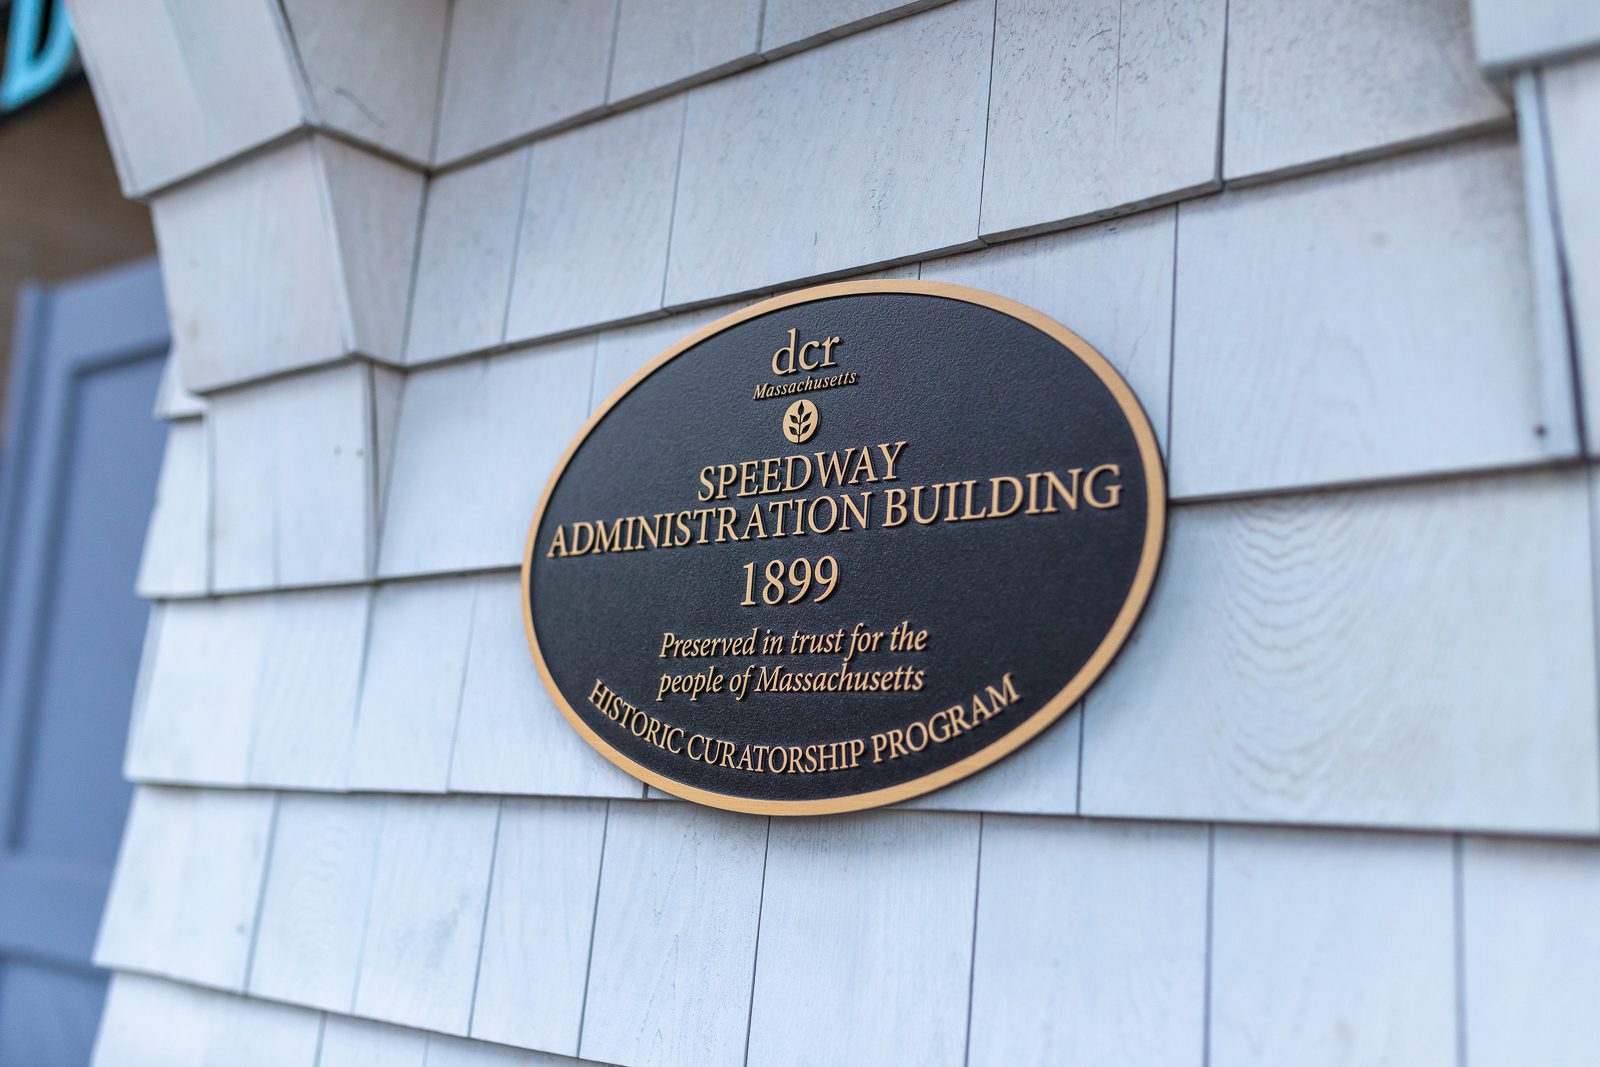 dcr
Massachusetts
SPEEDWAY
ADMINISTRATION BUILDING
1899
Preserved in trust for the
people of Massachusetts
HISTORIC CURATORSHIP PROGRAM